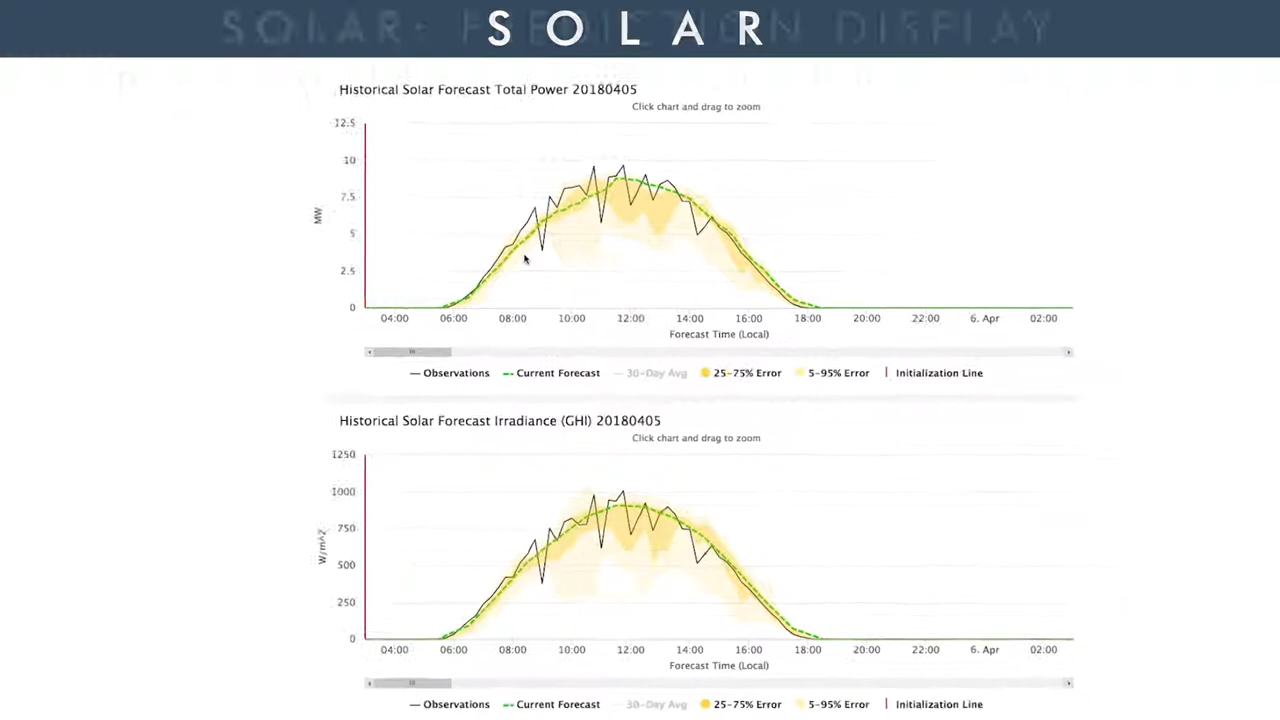 SOLAR
SOLAR: PREDICTION DISPLAY
Historical Solar Forecast Total Power 20180405
Click chart and drag to zoom
12.5
10
7.5
5
2.5
0
MW
04:00 06:00 08:00 10:00 12:00 14:00 16:00 18:00 20:00 22:00 6. Apr 02:00
Forecast Time (Local)
Observations Current Forecast 30-Day Avg 25-75% Error 5-95% Error Initialization Line
Historical Solar Forecast Irradiance (GHI) 20180405
Click chart and drag to zoom
1250
1000
750
500
250
0
W/m^2
04:00 06:00 08:00 10:00 12:00 14:00 16:00 18:00 20:00 22:00 6. Apr 02:00
Forecast Time (Local)
Observations Current Forecast 30-Day Avg 25-75% Error 5-95% Error Initialization Line